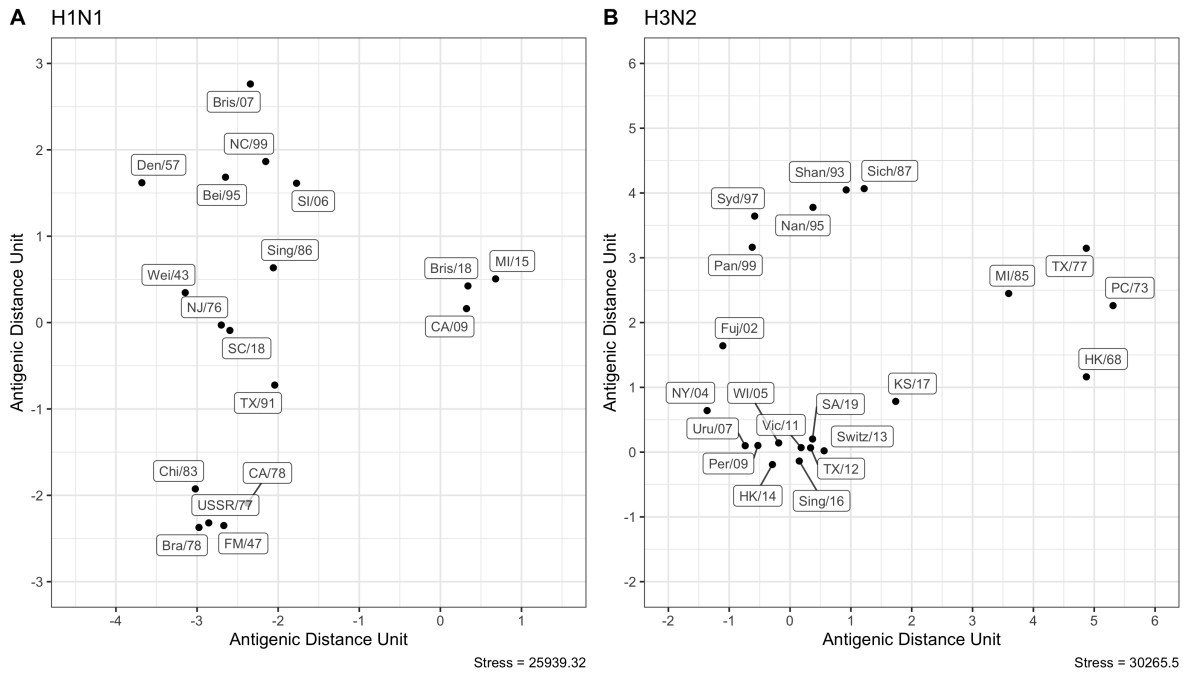 A H1N1
3
2
1
0
-1
-2
-3
Antigenic Distance Unit
Bris/07
NC/99
Den/57
Bei/95
SI/06
Sing/86
Wei/43
NJ/76
SC/18
TX/91
Bris/18
MI/15
CA/09
Chi/83
CA/78
USSR/77
Bra/78
FM/47
-4 -3 -2 -1 0 1
Antigenic Distance Unit
Stress = 25939.32
B H3N2
6
5
4
3
2
1
0
-1
-2
Antigenic Distance Unit
Shan/93
Sich/87
Syd/97
Nan/95
Pan/99
TX/77
MI/85
PC/73
Fuj/02
HK/68
KS/17
NY/04
WI/05
SA/19
Uru/07
Vic/11
Switz/13
Per/09
TX/12
HK/14
Sing/16
-2 -1 0 1 2 3 4 5 6
Antigenic Distance Unit
Stress = 30265.5